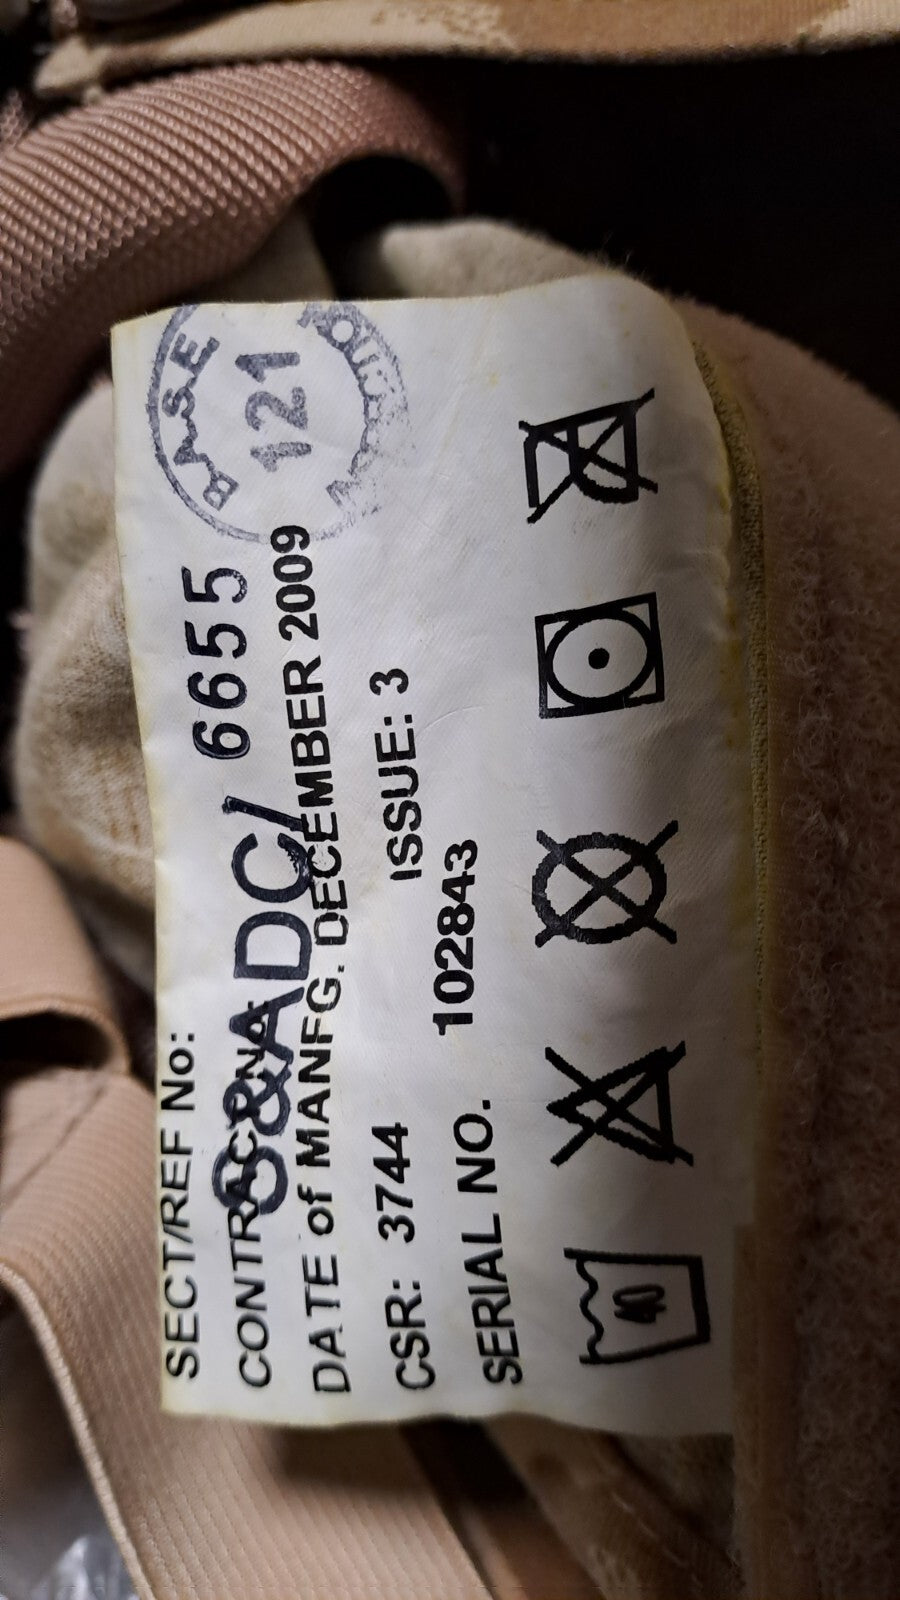 SECT/REF No:
S&ADC/ 6655
CONTRACT No:
DATE of MANFG. DECEMBER 2009
CSR: 3744 ISSUE: 3
SERIAL NO. 102843
121
40